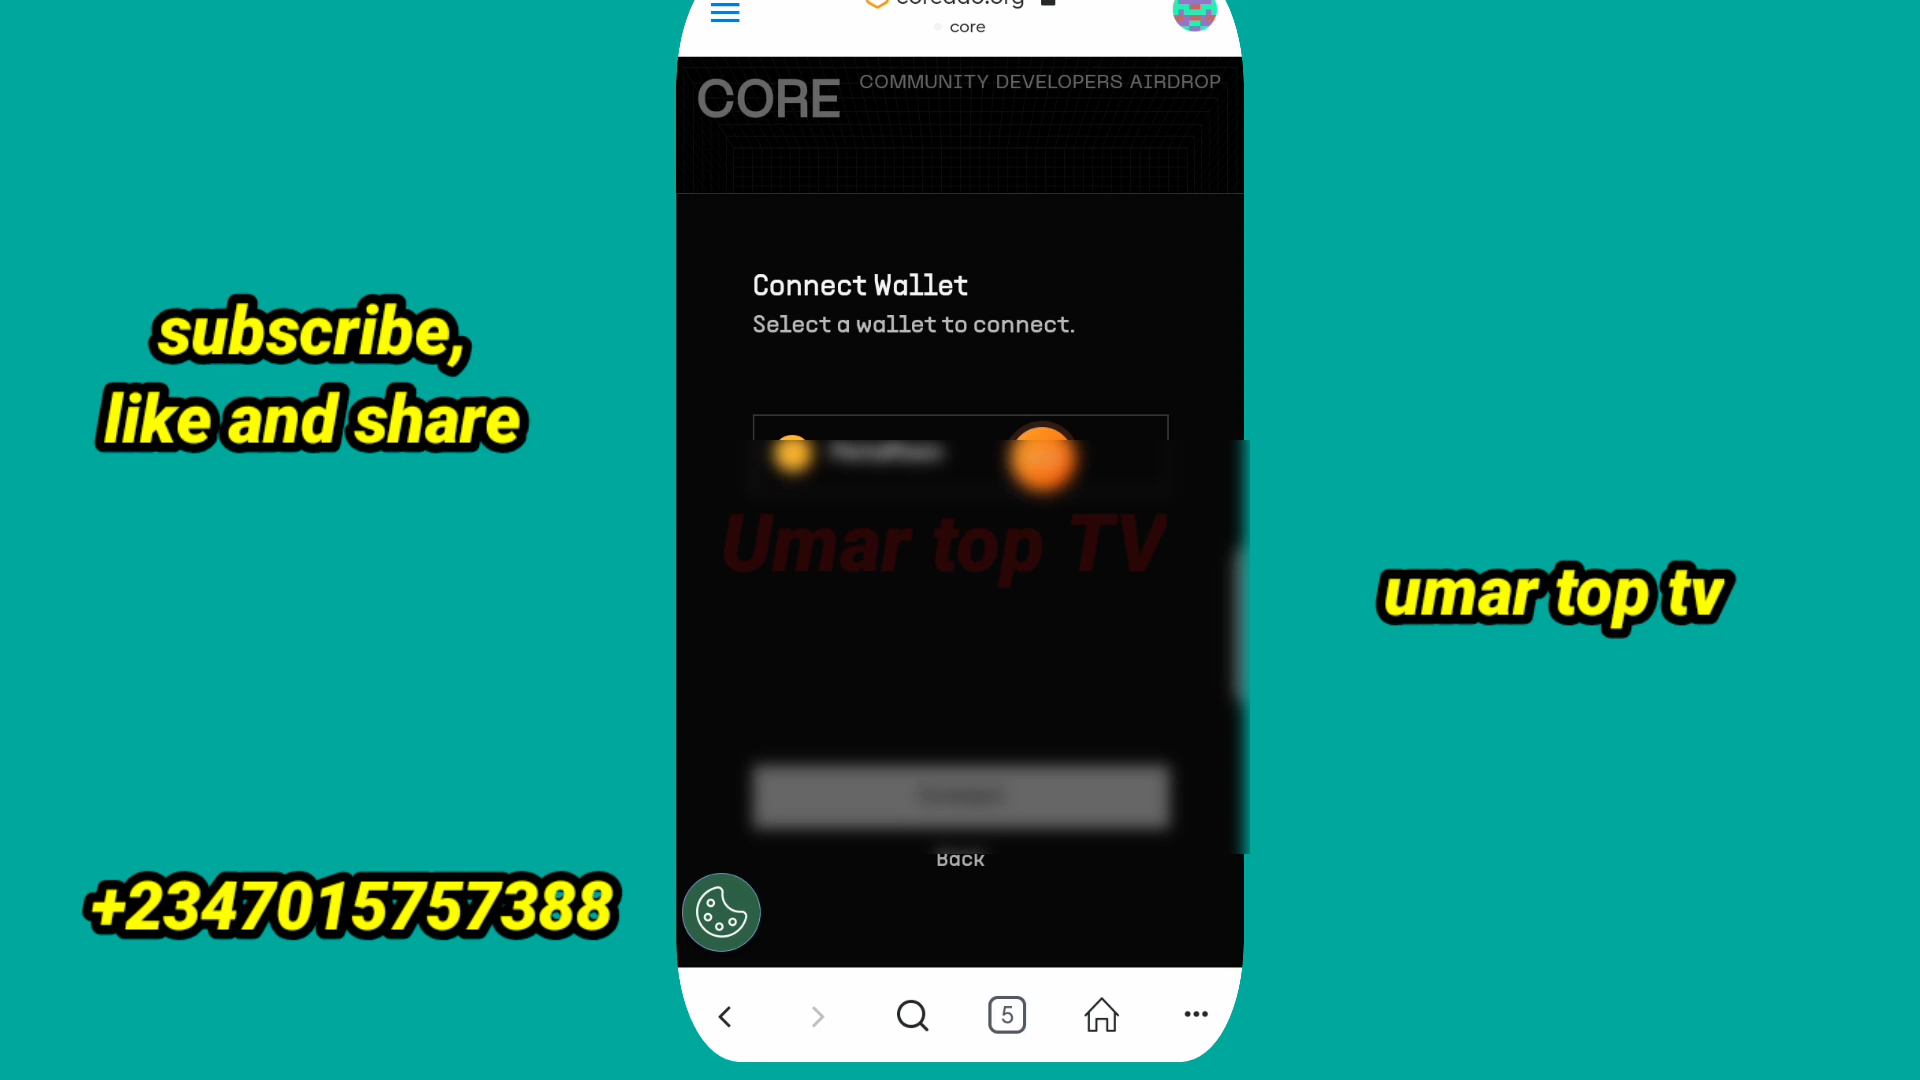 core
CORE
COMMUNITY DEVELOPERS AIRDROP
Connect Wallet
Select a wallet to connect.
subscribe,
like and share
Umar top TV
umar top tv
Back
+2347015757388
5